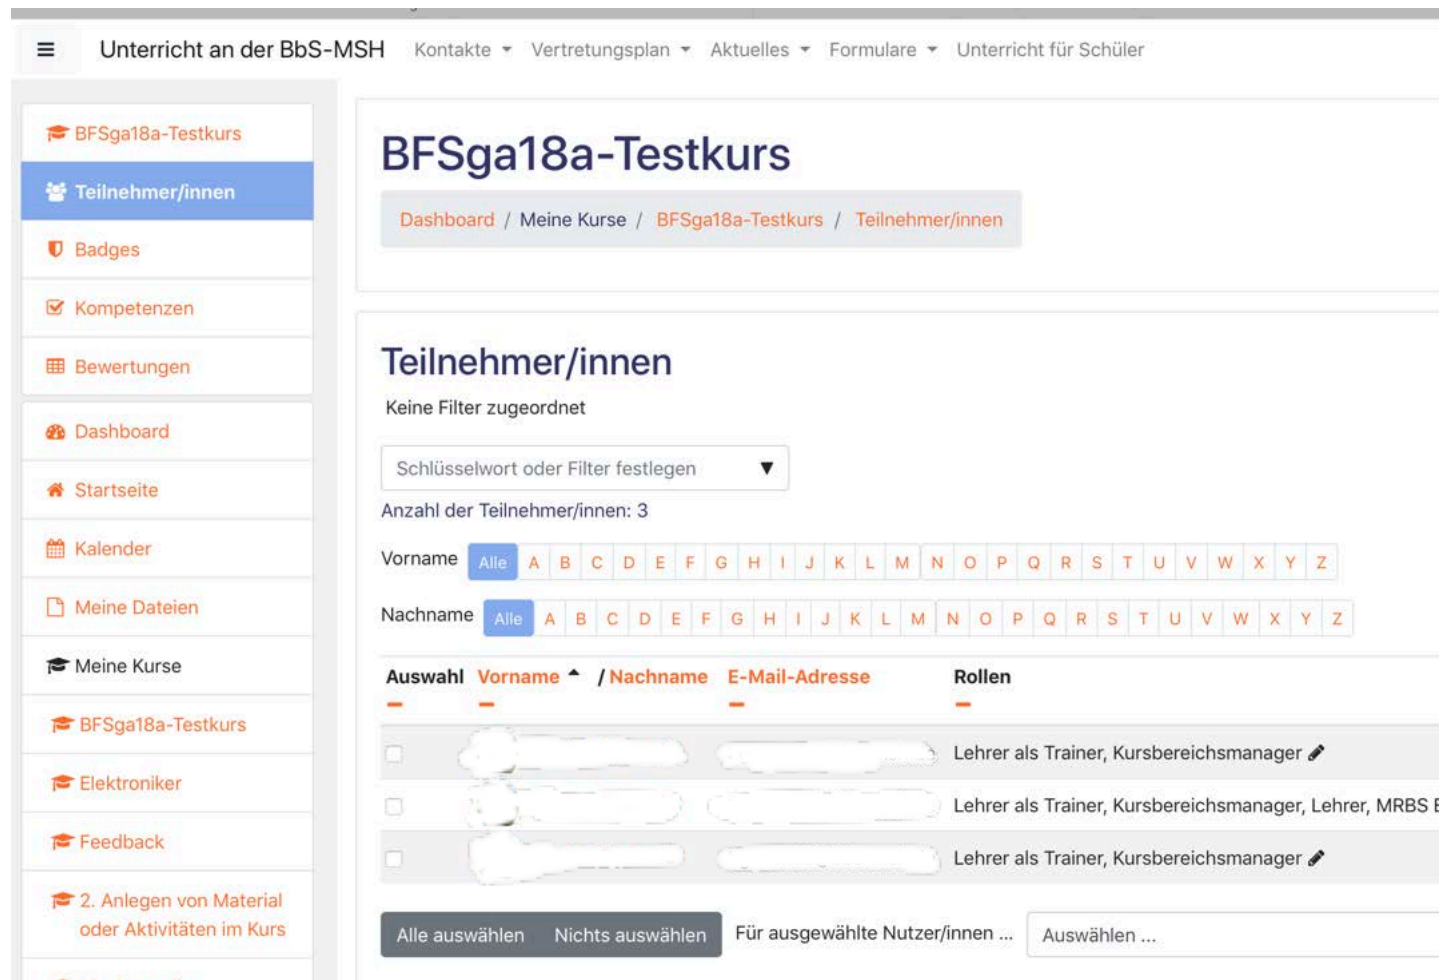 Unterricht an der BbS-MSH Kontakte Vertretungsplan Aktuelles Formulare Unterricht für Schüler
BFSga18a-Testkurs
Teilnehmer/innen
Badges
Kompetenzen
Bewertungen
Dashboard
Startseite
Kalender
Meine Dateien
Meine Kurse
BFSga18a-Testkurs
Elektroniker
Feedback
2. Anlegen von Material
oder Aktivitäten im Kurs
BFSga18a-Testkurs
Dashboard / Meine Kurse / BFSga18a-Testkurs / Teilnehmer/innen
Teilnehmer/innen
Keine Filter zugeordnet
Schlüsselwort oder Filter festlegen
Anzahl der Teilnehmer/innen: 3
Vorname Alle A B C D E F G H I J K L M N O P Q R S T U V W X Y Z
Nachname Alle A B C D E F G H I J K L M N O P Q R S T U V W X Y Z
Auswahl Vorname / Nachname E-Mail-Adresse Rollen
Lehrer als Trainer, Kursbereichsmanager
Lehrer als Trainer, Kursbereichsmanager, Lehrer, MRBS
Lehrer als Trainer, Kursbereichsmanager
Alle auswählen Nichts auswählen Für ausgewählte Nutzer/innen ... Auswählen ...